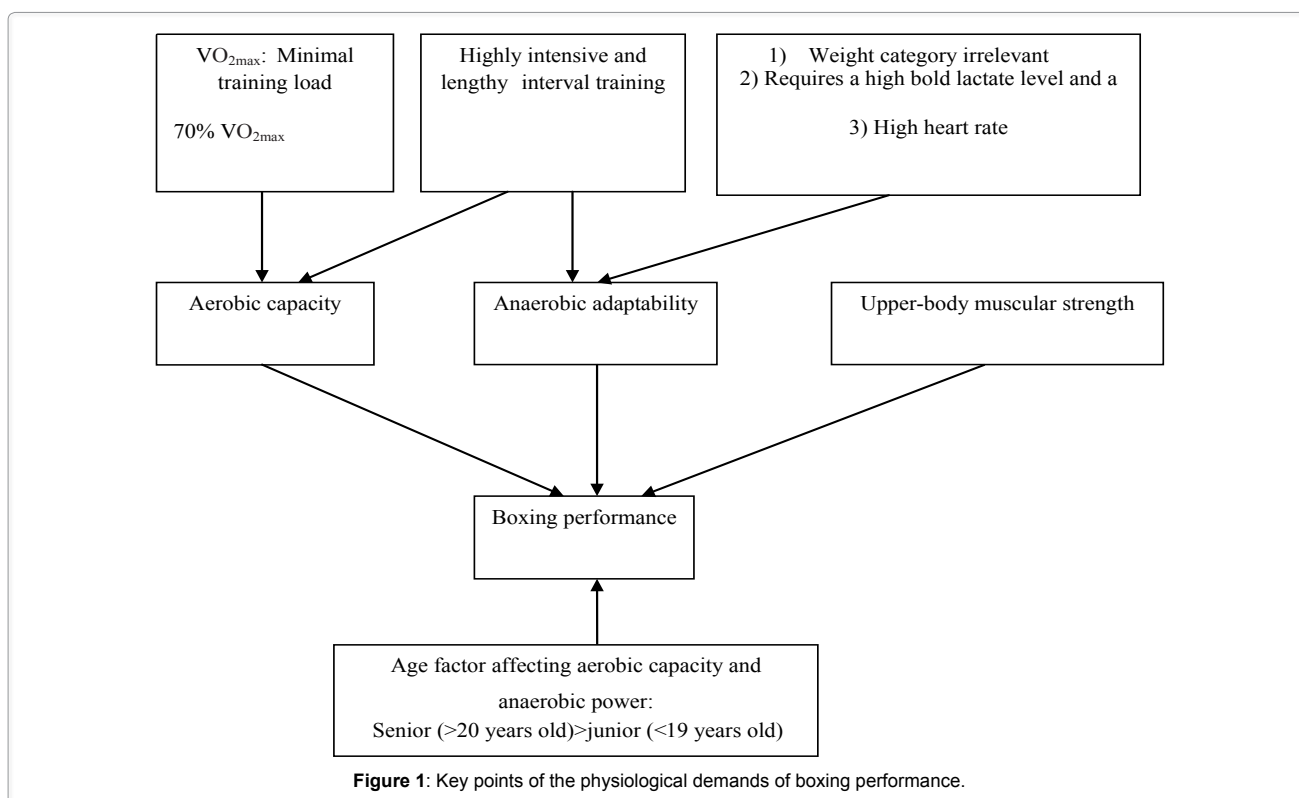 VO2max: Minimal
training load
70% VO2max
Highly intensive and
lengthy interval training
1) Weight category irrelevant
2) Requires a high bold lactate level and a
3) High heart rate
Aerobic capacity
Anaerobic adaptability
Upper-body muscular strength
Boxing performance
Age factor affecting aerobic capacity and
anaerobic power:
Senior (>20 years old)>junior (<19 years old)
Figure 1: Key points of the physiological demands of boxing performance.